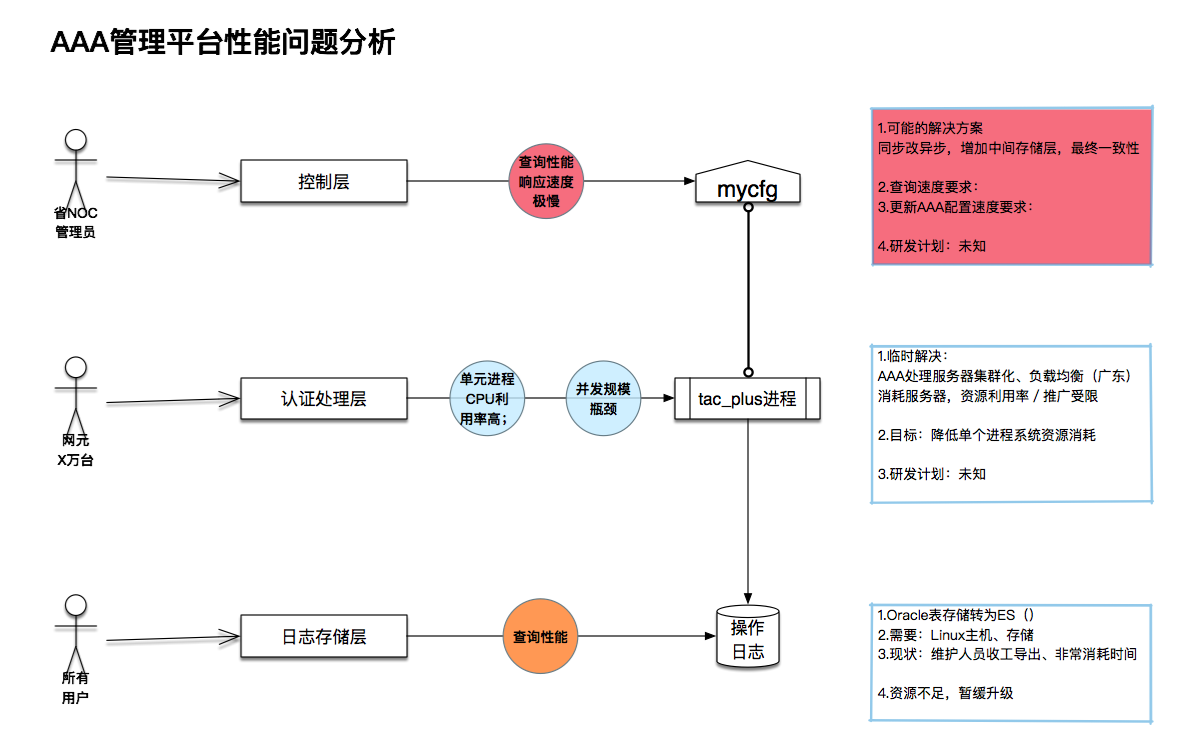 AAA管理平台性能问题分析
省NOC
管理员
控制层
查询性能
响应速度
极慢
mycfg
1.可能的解决方案
同步改异步，增加中间存储层，最终一致性
2.查询速度要求：
3.更新AAA配置速度要求：
4.研发计划：未知
网元
X万台
认证处理层
单元进程
CPU利
用率高；
并发规模
瓶颈
tac_plus进程
1.临时解决：
AAA处理服务器集群化、负载均衡（广东）
消耗服务器，资源利用率 / 推广受限
2.目标：降低单个进程系统资源消耗
3.研发计划：未知
所有
用户
日志存储层
查询性能
操作
日志
1.Oracle表存储转为ES（）
2.需要：Linux主机、存储
3.现状：维护人员收工导出、非常消耗时间
4.资源不足，暂缓升级